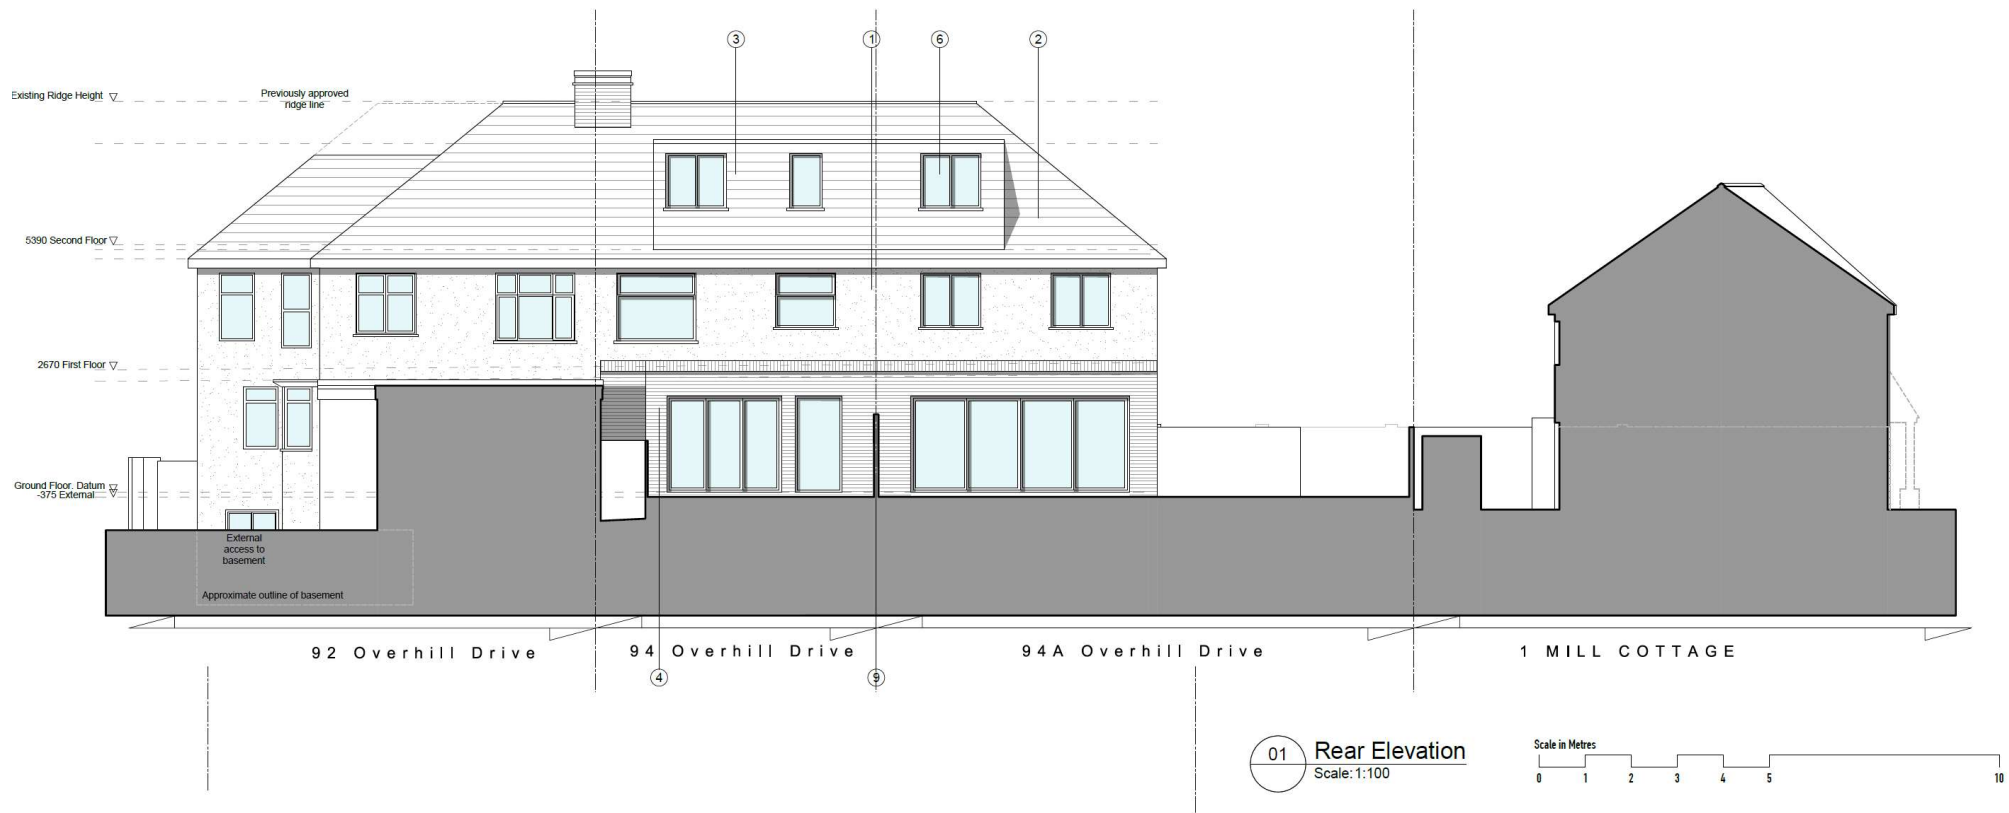 3
1
6
2
Existing Ridge Height
Previously approved
ridge line
5390 Second Floor
2670 First Floor
Ground Floor. Datum
-375 External
External
access to
basement
Approximate outline of basement
92 Overhill Drive
94 Overhill Drive
94A Overhill Drive
1 MILL COTTAGE
4
9
01
Rear Elevation
Scale:1:100
Scale in Metres
0 1 2 3 4 5 10